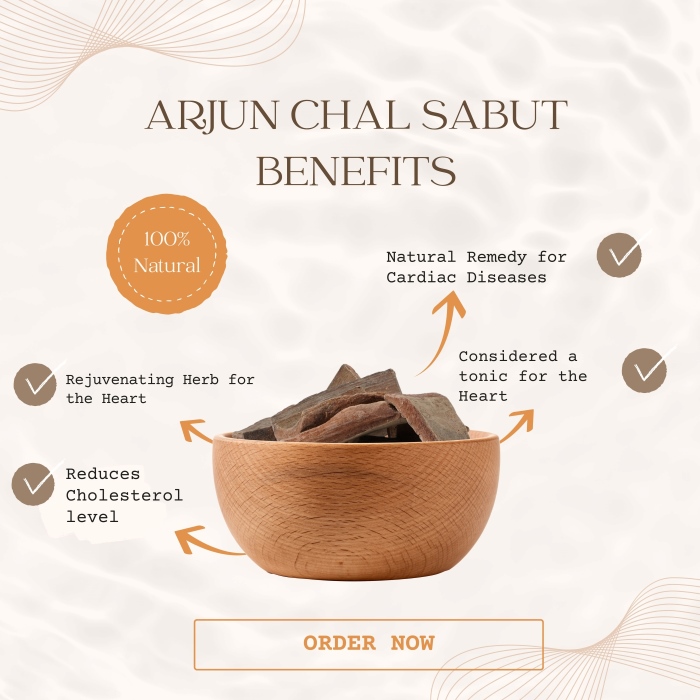 ARJUN CHAL SABUT
BENEFITS
100%
Natural
Natural Remedy for
Cardiac Diseases
Considered a
tonic for the
Heart
Rejuvenating Herb for
the Heart
Reduces
Cholesterol
level
ORDER NOW